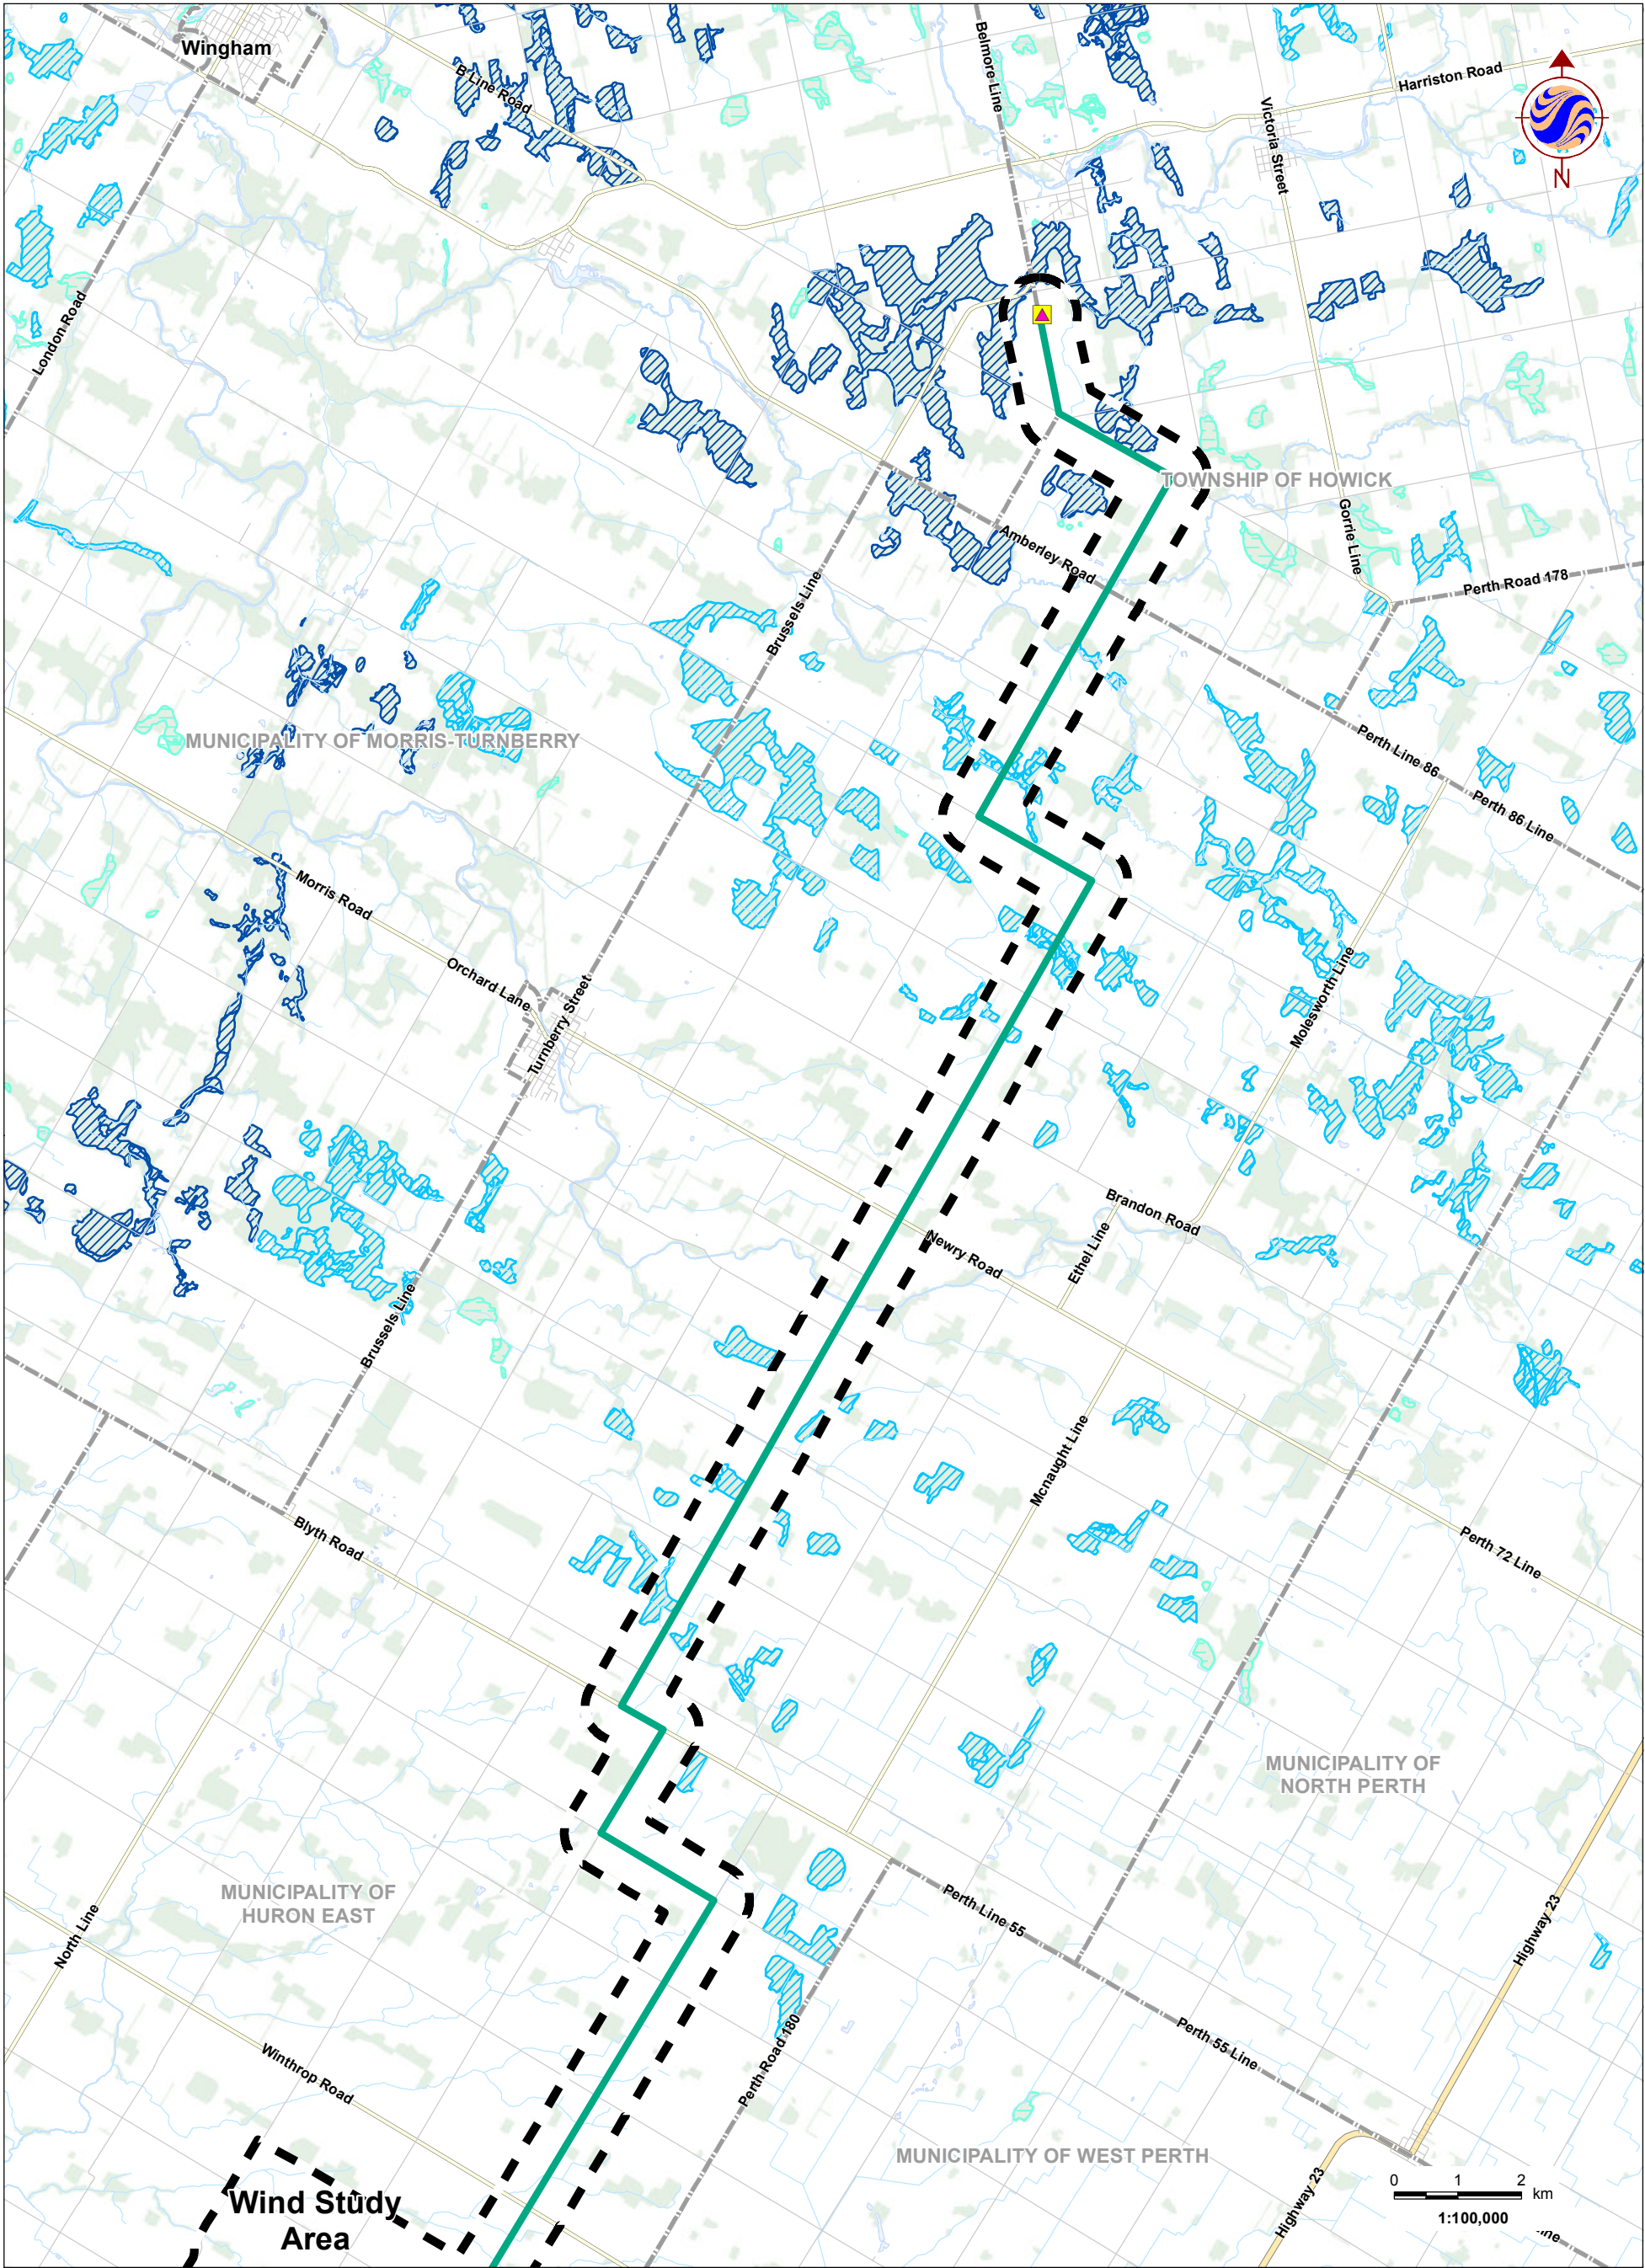 Wingham
B Line Road
Belmore Line
Victoria Street
Harriston Road
N
London Road
TOWNSHIP OF HOWICK
Gorrie Line
Amberley Road
Perth Road 178
Brussels Line
MUNICIPALITY OF MORRIS-TURNBERRY
Perth Line 86
Perth 86 Line
Morris Road
Orchard Lane
Turnberry Street
Molesworth Line
Brandon Road
Ethel Line
Newry Road
Brussels Line
Mcnaught Line
Blyth Road
Perth 72 Line
MUNICIPALITY OF
NORTH PERTH
MUNICIPALITY OF
HURON EAST
North Line
Perth Line 55
Highway 23
Perth Road 180
Perth 55 Line
Winthrop Road
MUNICIPALITY OF WEST PERTH
Wind Study
Area
Highway 23
0 1 2
km
1:100,000